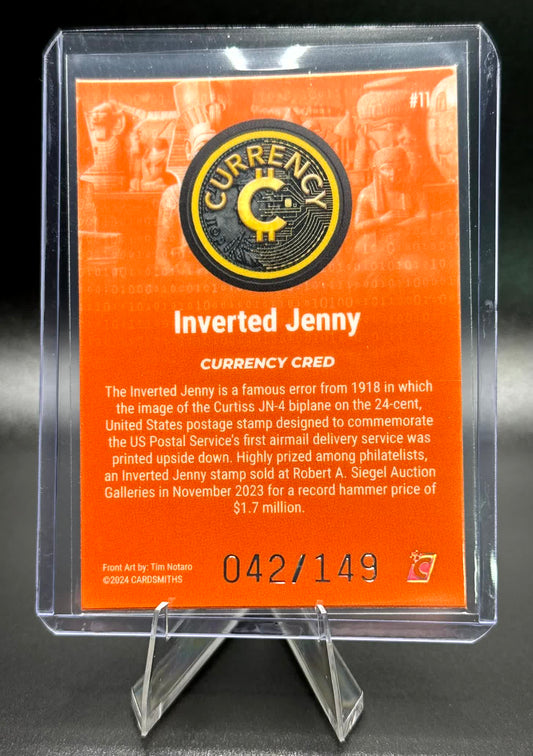 #11
CURRENCY
Inverted Jenny
CURRENCY CRED
The Inverted Jenny is a famous error from 1918 in which
the image of the Curtiss JN-4 biplane on the 24-cent,
United States postage stamp designed to commemorate
the US Postal Service's first airmail delivery service was
printed upside down. Highly prized among philatelists,
an Inverted Jenny stamp sold at Robert A. Siegel Auction
Galleries in November 2023 for a record hammer price of
$1.7 million.
Front Art by: Tim Notaro
©2024 CARDSMITHS
042/149